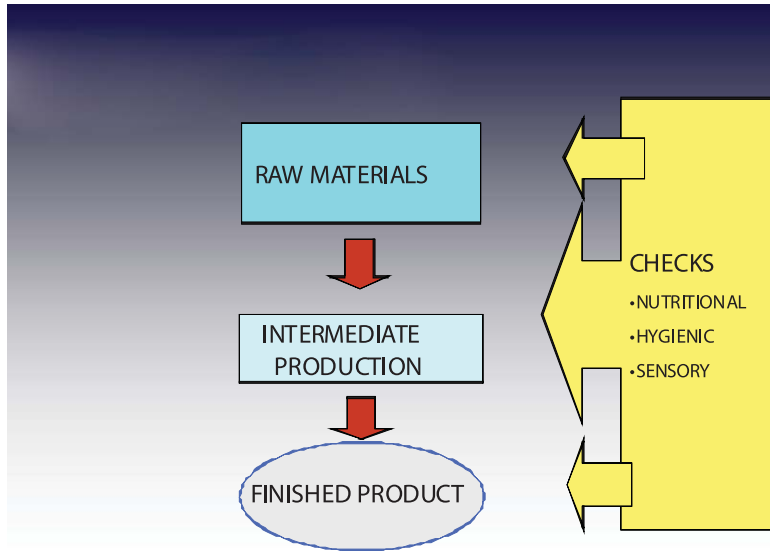 RAW MATERIALS
INTERMEDIATE
PRODUCTION
FINISHED PRODUCT
CHECKS
•NUTRITIONAL
•HYGIENIC
•SENSORY